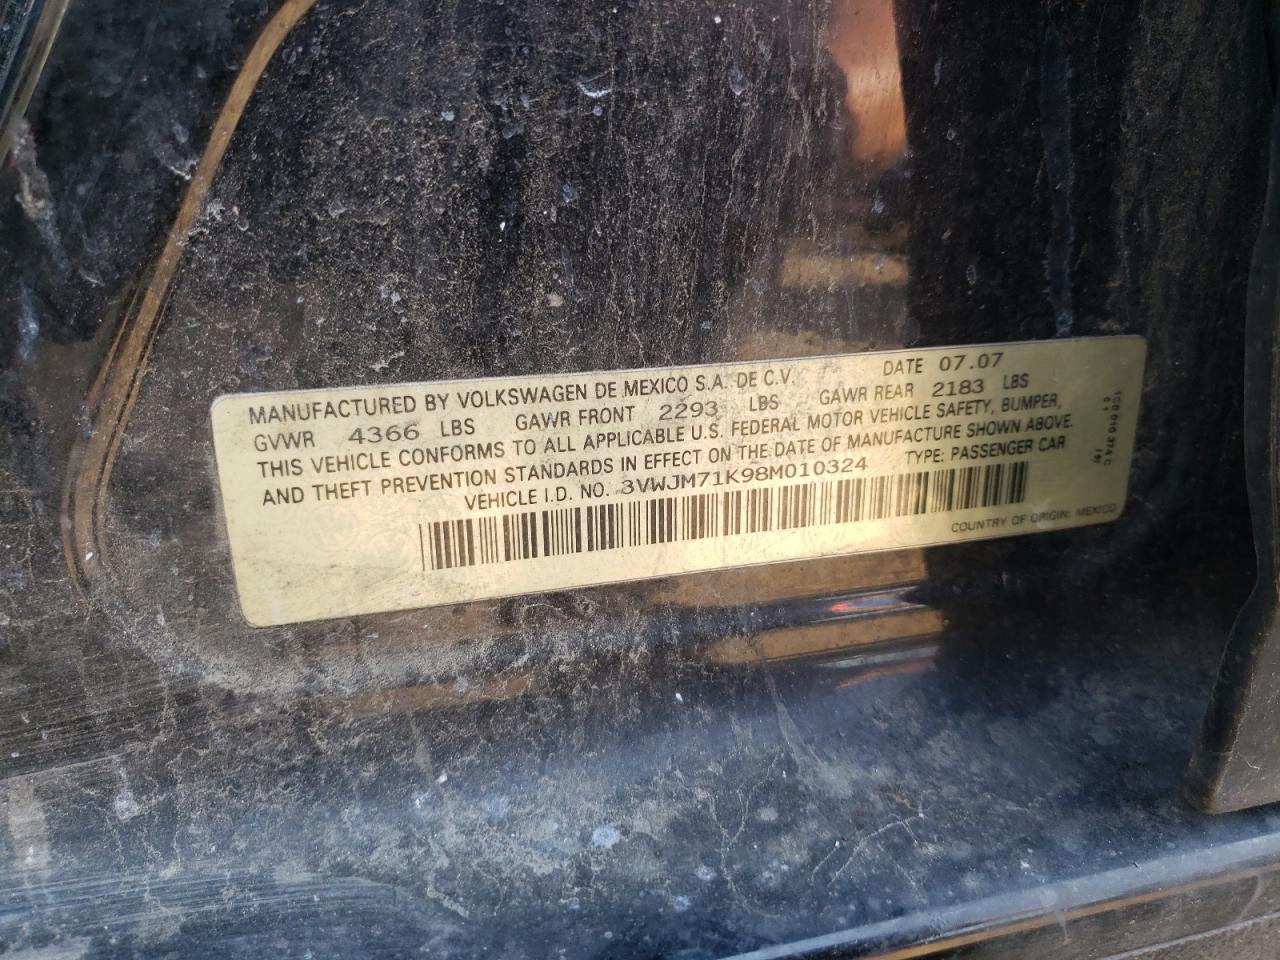 MANUFACTURED BY VOLKSWAGEN DE MEXICO S.A. DE C.V. DATE 07.07
GVWR 4366 LBS GAWR FRONT 2293 LBS GAWR REAR 2183 LBS
THIS VEHICLE CONFORMS TO ALL APPLICABLE U.S. FEDERAL MOTOR VEHICLE SAFETY, BUMPER,
AND THEFT PREVENTION STANDARDS IN EFFECT ON THE DATE OF MANUFACTURE SHOWN ABOVE.
VEHICLE I.D. NO. 3VWJM71K98M010324 TYPE: PASSENGER CAR
COUNTRY OF ORIGIN: MEXICO